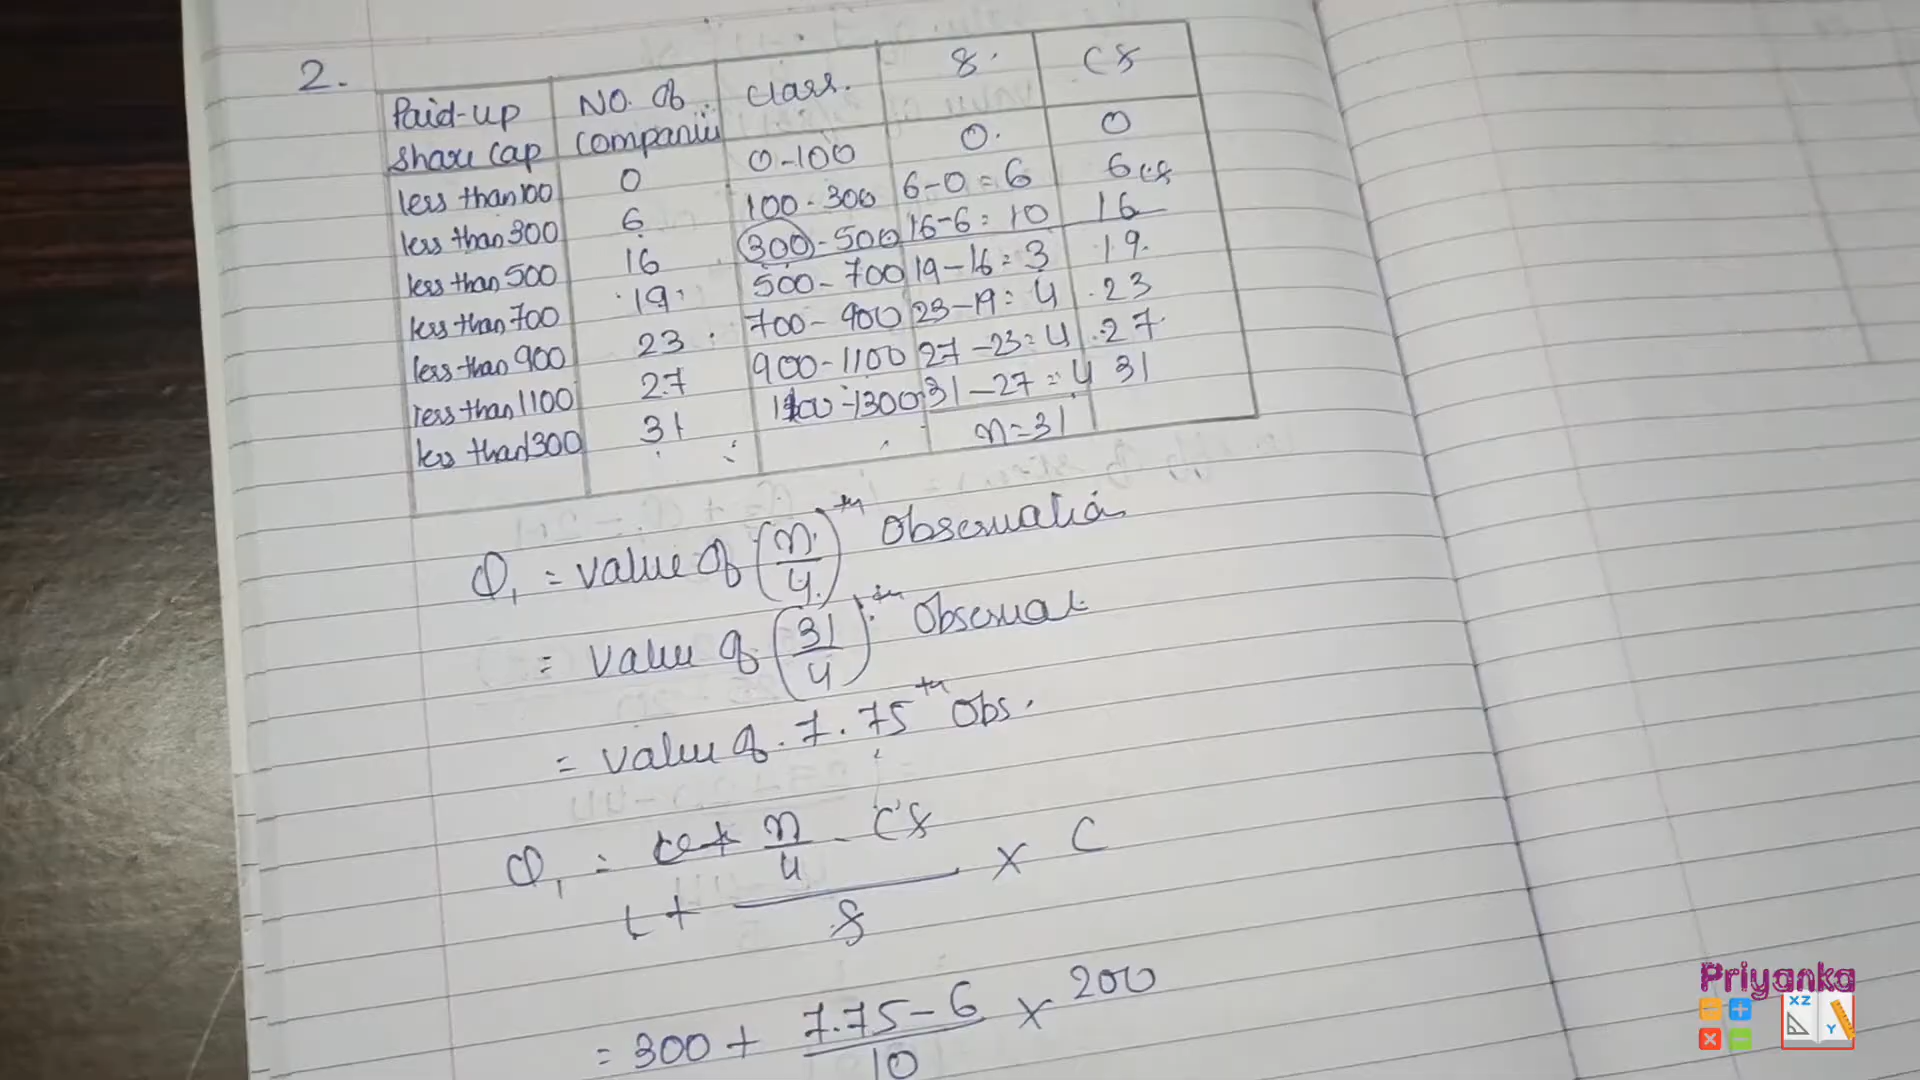 2.
Paid-up share cap | No. of companies | class. | f. | cf
less than 100 | 0 | 0-100 | 0. | 0
less than 300 | 6 | 100-300 | 6-0=6 | 6 cf
less than 500 | 16 | 300-500 | 16-6=10 | 16
less than 700 | 19 | 500-700 | 19-16=3 | 19
less than 900 | 23 | 700-900 | 23-19=4 | 23
less than 1100 | 27 | 900-1100 | 27-23=4 | 27
less than 1300 | 31 | 1100-1300 | 31-27=4 | 31
n=31
Q₁ = value of (n/4)th Observation
= value of (31/4)th Observat
= value of 7.75th Obs.
Q₁ = l + (n/4 - cf)/f × C
= 300 + (7.75-6)/10 × 200
Priyanka
XZ
Y